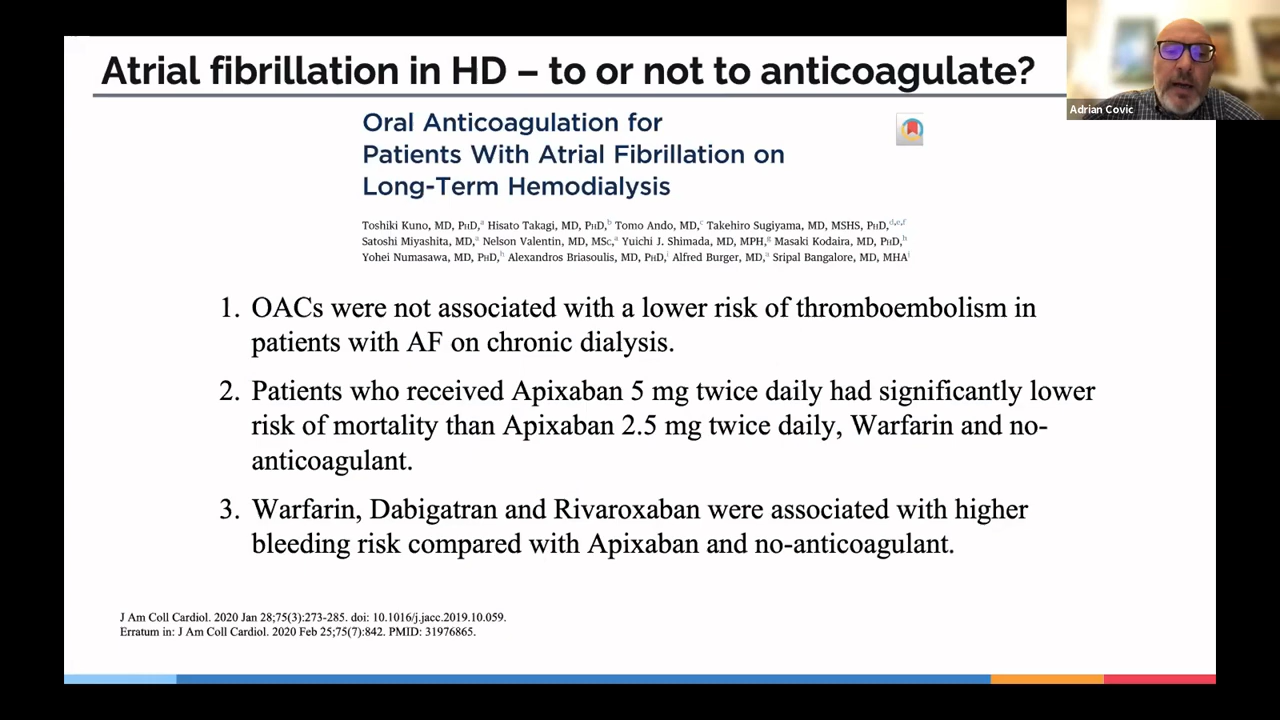 Atrial fibrillation in HD – to or not to anticoagulate?
Adrian Covic
Oral Anticoagulation for
Patients With Atrial Fibrillation on
Long-Term Hemodialysis
Toshiki Kuno, MD, PhD,a Hisato Takagi, MD, PhD,b Tomo Ando, MD,c Takehiro Sugiyama, MD, MSHS, PhD,d,e,f
Satoshi Miyashita, MD,a Nelson Valentin, MD, MSc,a Yuichi J. Shimada, MD, MPH,g Masaki Kodaira, MD, PhD,h
Yohei Numasawa, MD, PhD,h Alexandros Briasoulis, MD, PhD,i Alfred Burger, MD,a Sripal Bangalore, MD, MHAj
1. OACs were not associated with a lower risk of thromboembolism in
patients with AF on chronic dialysis.
2. Patients who received Apixaban 5 mg twice daily had significantly lower
risk of mortality than Apixaban 2.5 mg twice daily, Warfarin and no-
anticoagulant.
3. Warfarin, Dabigatran and Rivaroxaban were associated with higher
bleeding risk compared with Apixaban and no-anticoagulant.
J Am Coll Cardiol. 2020 Jan 28;75(3):273-285. doi: 10.1016/j.jacc.2019.10.059.
Erratum in: J Am Coll Cardiol. 2020 Feb 25;75(7):842. PMID: 31976865.